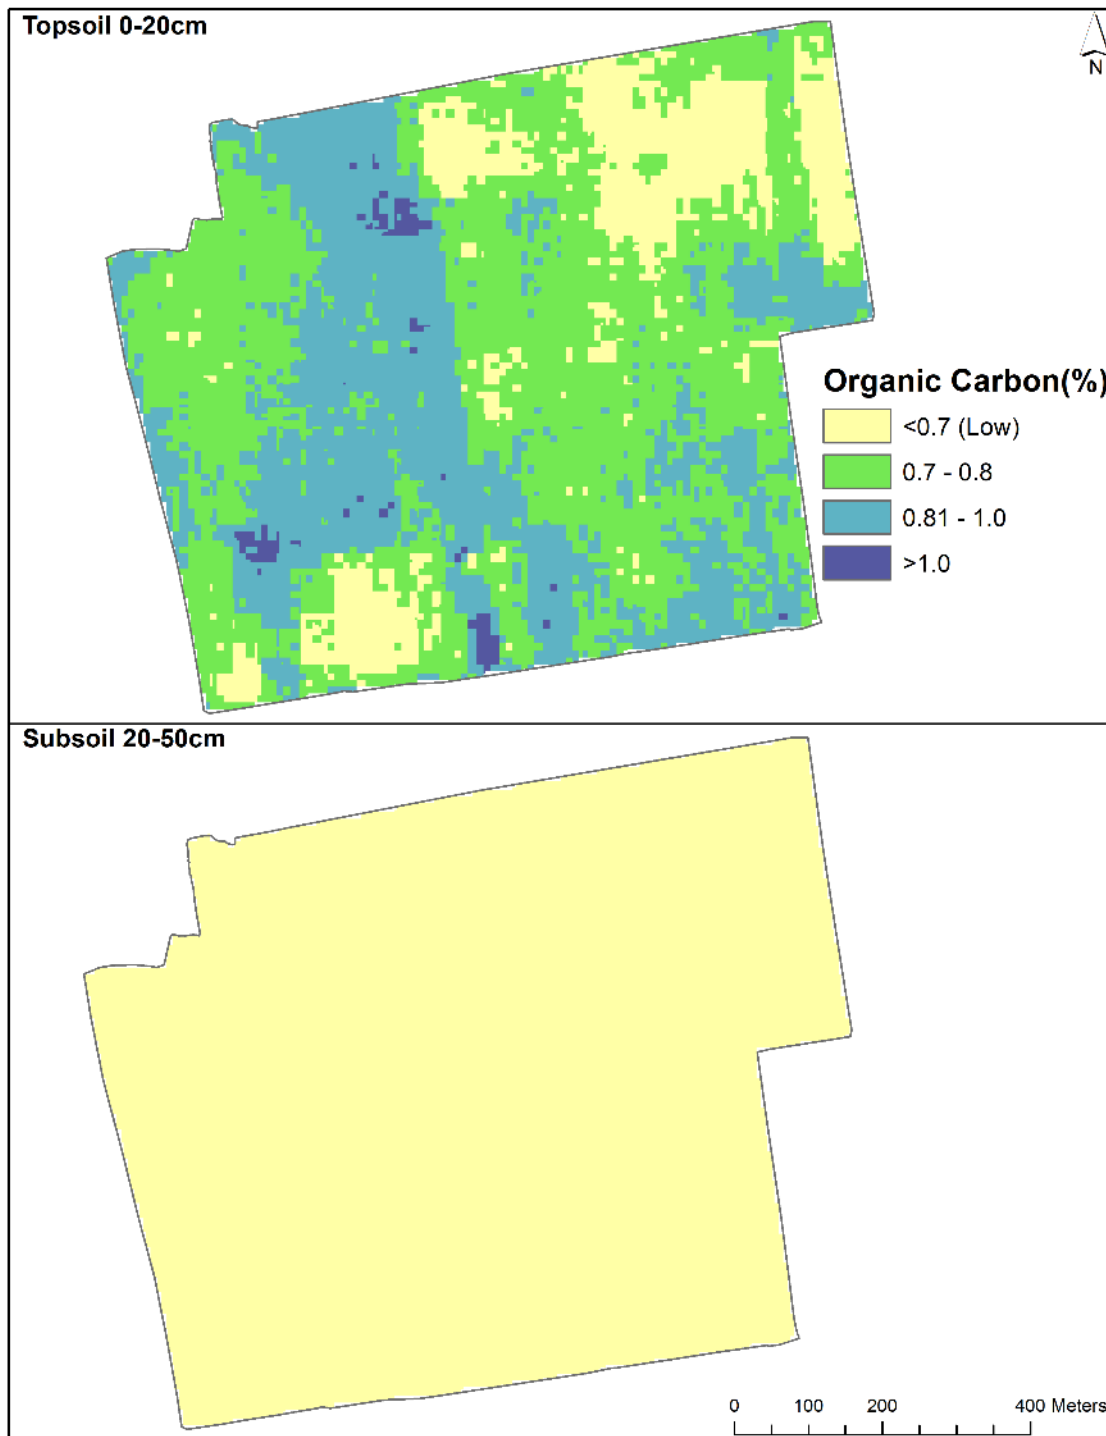 Topsoil 0-20cm
N
Organic Carbon(%)
<0.7 (Low)
0.7 - 0.8
0.81 - 1.0
>1.0
Subsoil 20-50cm
0 100 200 400 Meters